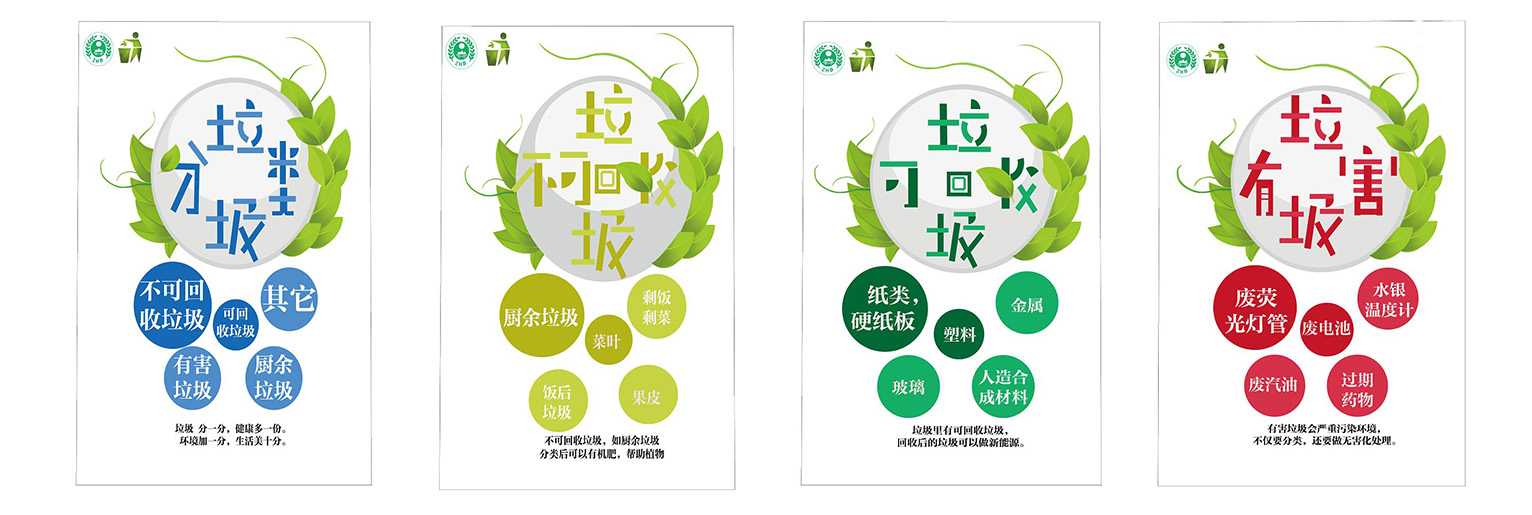 ZHB
垃
分类
圾
不可回
收垃圾
可回
收垃圾
其它
有害
垃圾
厨余
垃圾
垃圾 分一分，健康多一份。
环境加一分，生活美十分。
ZHB
垃
不可回收
圾
厨余垃圾
菜叶
剩饭
剩菜
饭后
垃圾
果皮
不可回收垃圾，如厨余垃圾
分类后可以有机肥，帮助植物
ZHB
垃
可回收
圾
纸类，
硬纸板
塑料
金属
玻璃
人造合
成材料
垃圾里有可回收垃圾，
回收后的垃圾可以做新能源。
ZHB
垃
有害
圾
废荧
光灯管
废电池
水银
温度计
废汽油
过期
药物
有害垃圾会严重污染环境，
不仅要分类，还要做无害化处理。